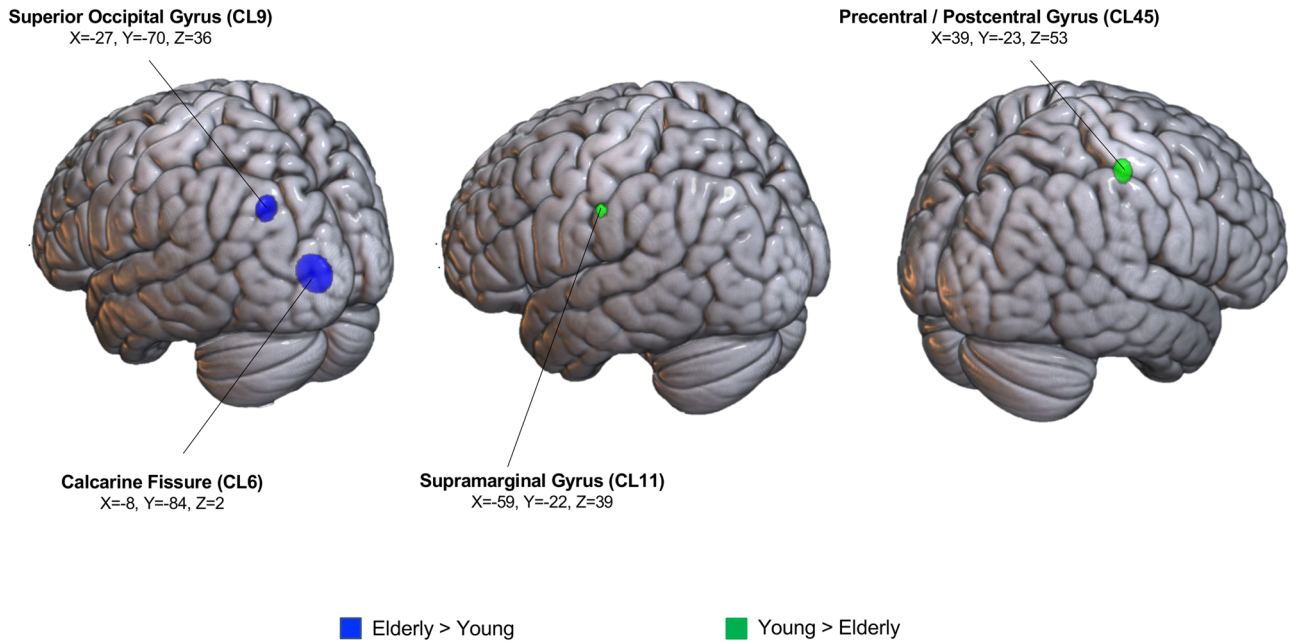 Superior Occipital Gyrus (CL9)
X=-27, Y=-70, Z=36
Precentral / Postcentral Gyrus (CL45)
X=39, Y=-23, Z=53
Calcarine Fissure (CL6)
X=-8, Y=-84, Z=2
Supramarginal Gyrus (CL11)
X=-59, Y=-22, Z=39
Elderly > Young
Young > Elderly